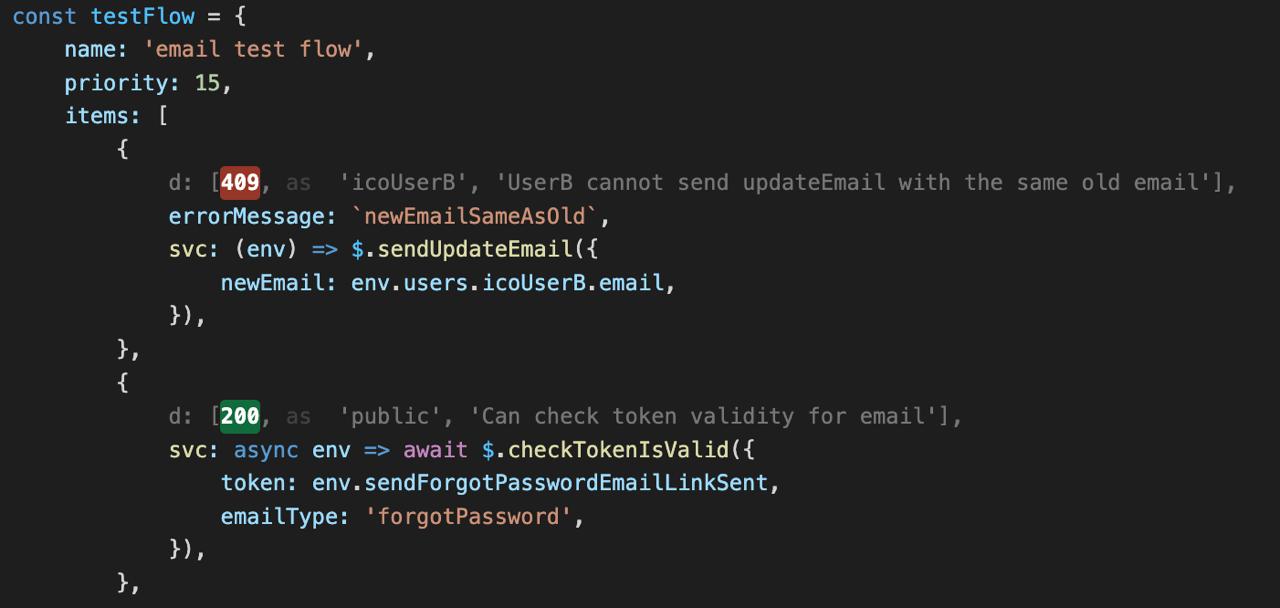 const testFlow = {
name: 'email test flow',
priority: 15,
items: [
{
d: [409, as 'icoUserB', 'UserB cannot send updateEmail with the same old email'],
errorMessage: `newEmailSameAsOld`,
svc: (env) => $.sendUpdateEmail({
newEmail: env.users.icoUserB.email,
}),
},
{
d: [200, as 'public', 'Can check token validity for email'],
svc: async env => await $.checkTokenIsValid({
token: env.sendForgotPasswordEmailLinkSent,
emailType: 'forgotPassword',
}),
},